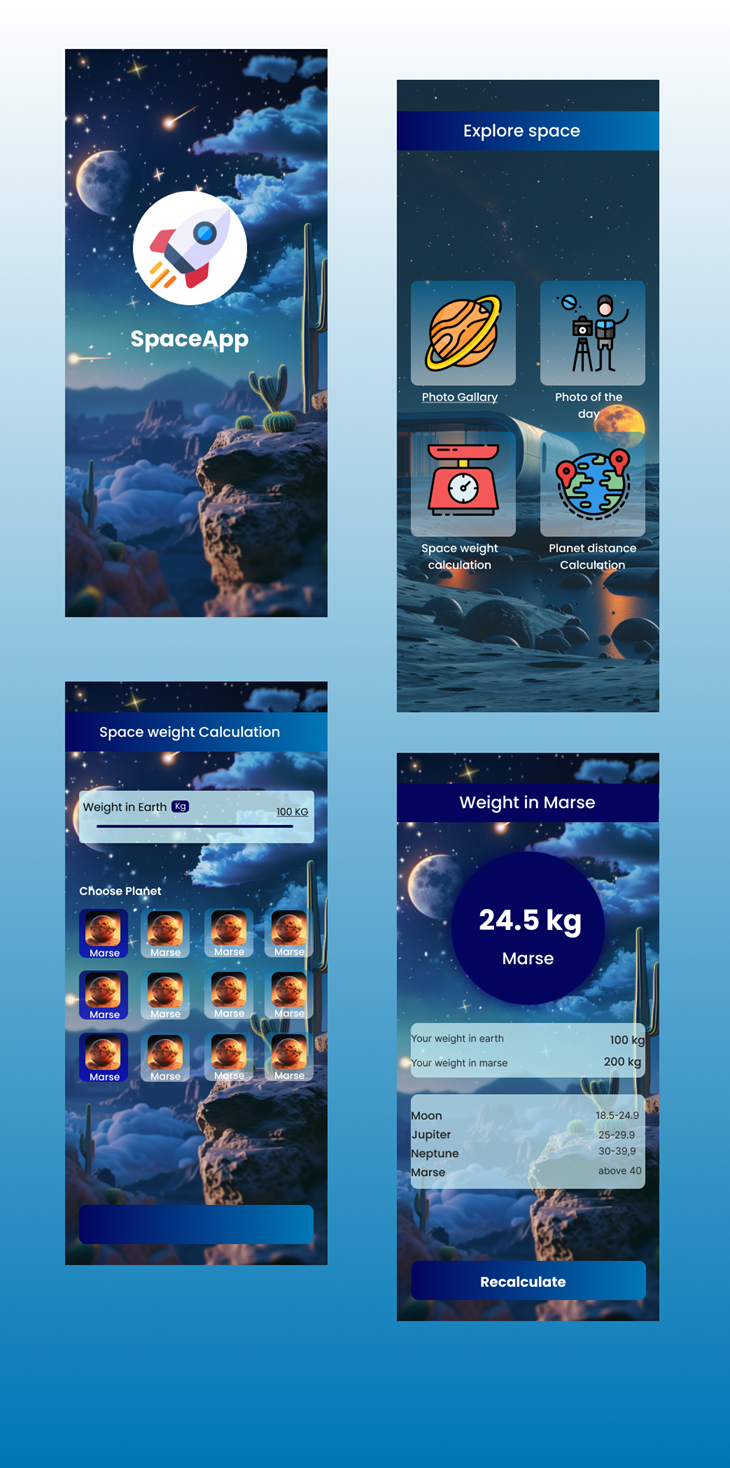 SpaceApp
Explore space
Photo Gallary
Photo of the
day
Space weight
calculation
Planet distance
Calculation
Space weight Calculation
Weight in Earth Kg
100 KG
Choose Planet
Marse Marse Marse Marse
Marse Marse Marse Marse
Marse Marse Marse Marse
Weight in Marse
24.5 kg
Marse
Your weight in earth 100 kg
Your weight in marse 200 kg
Moon 18.5-24.9
Jupiter 25-29.9
Neptune 30-39,9
Marse above 40
Recalculate